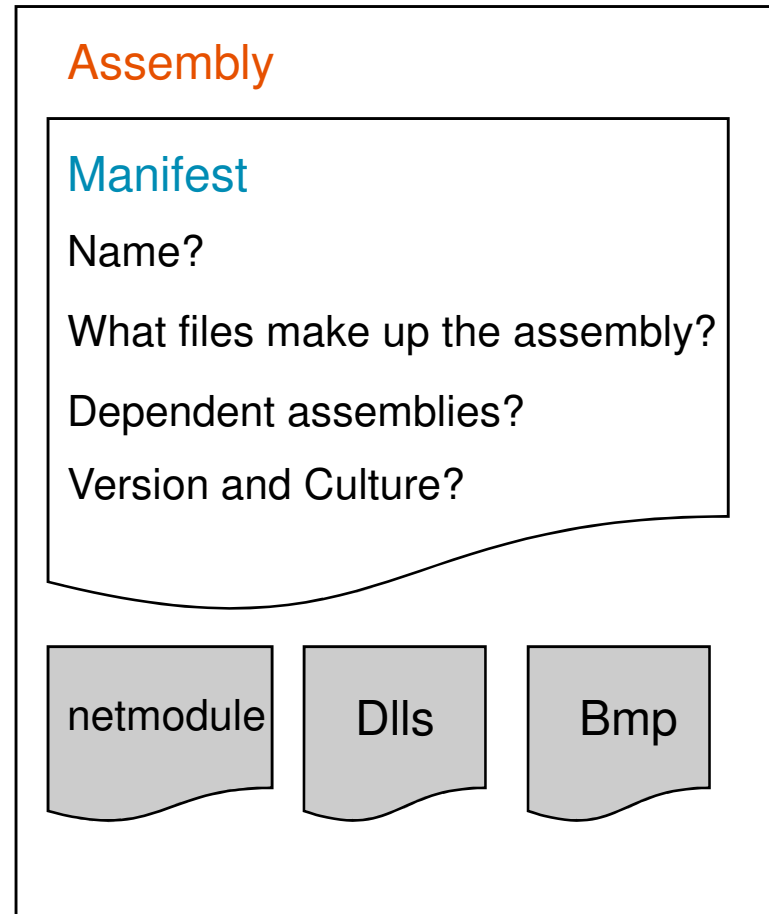 Assembly
Manifest
Name?
What files make up the assembly?
Dependent assemblies?
Version and Culture?
netmodule
Dlls
Bmp